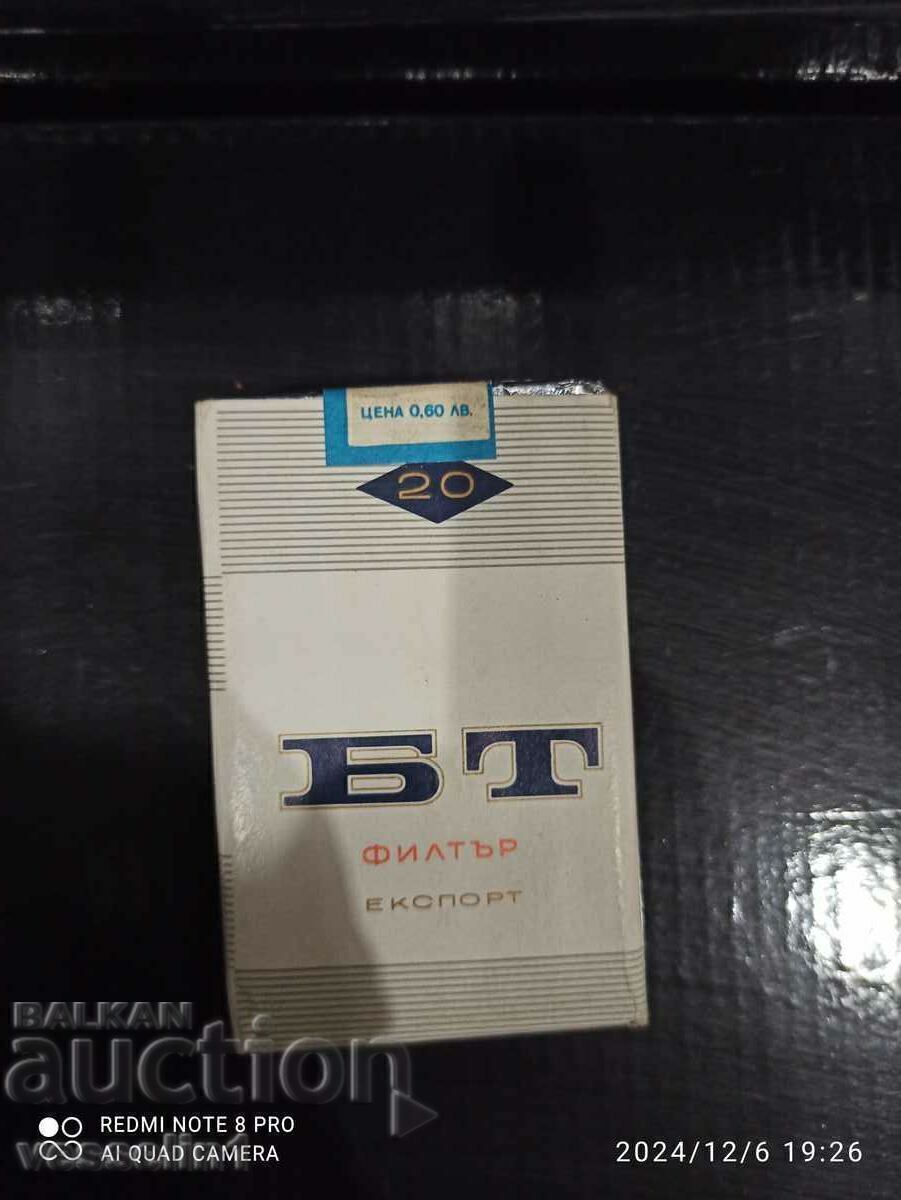 ЦЕНА 0,60 ЛВ.
20
БТ
ФИЛТЪР
ЕКСПОРТ
BALKAN
auction
REDMI NOTE 8 PRO
AI QUAD CAMERA
vesselin1
2024/12/6 19:26